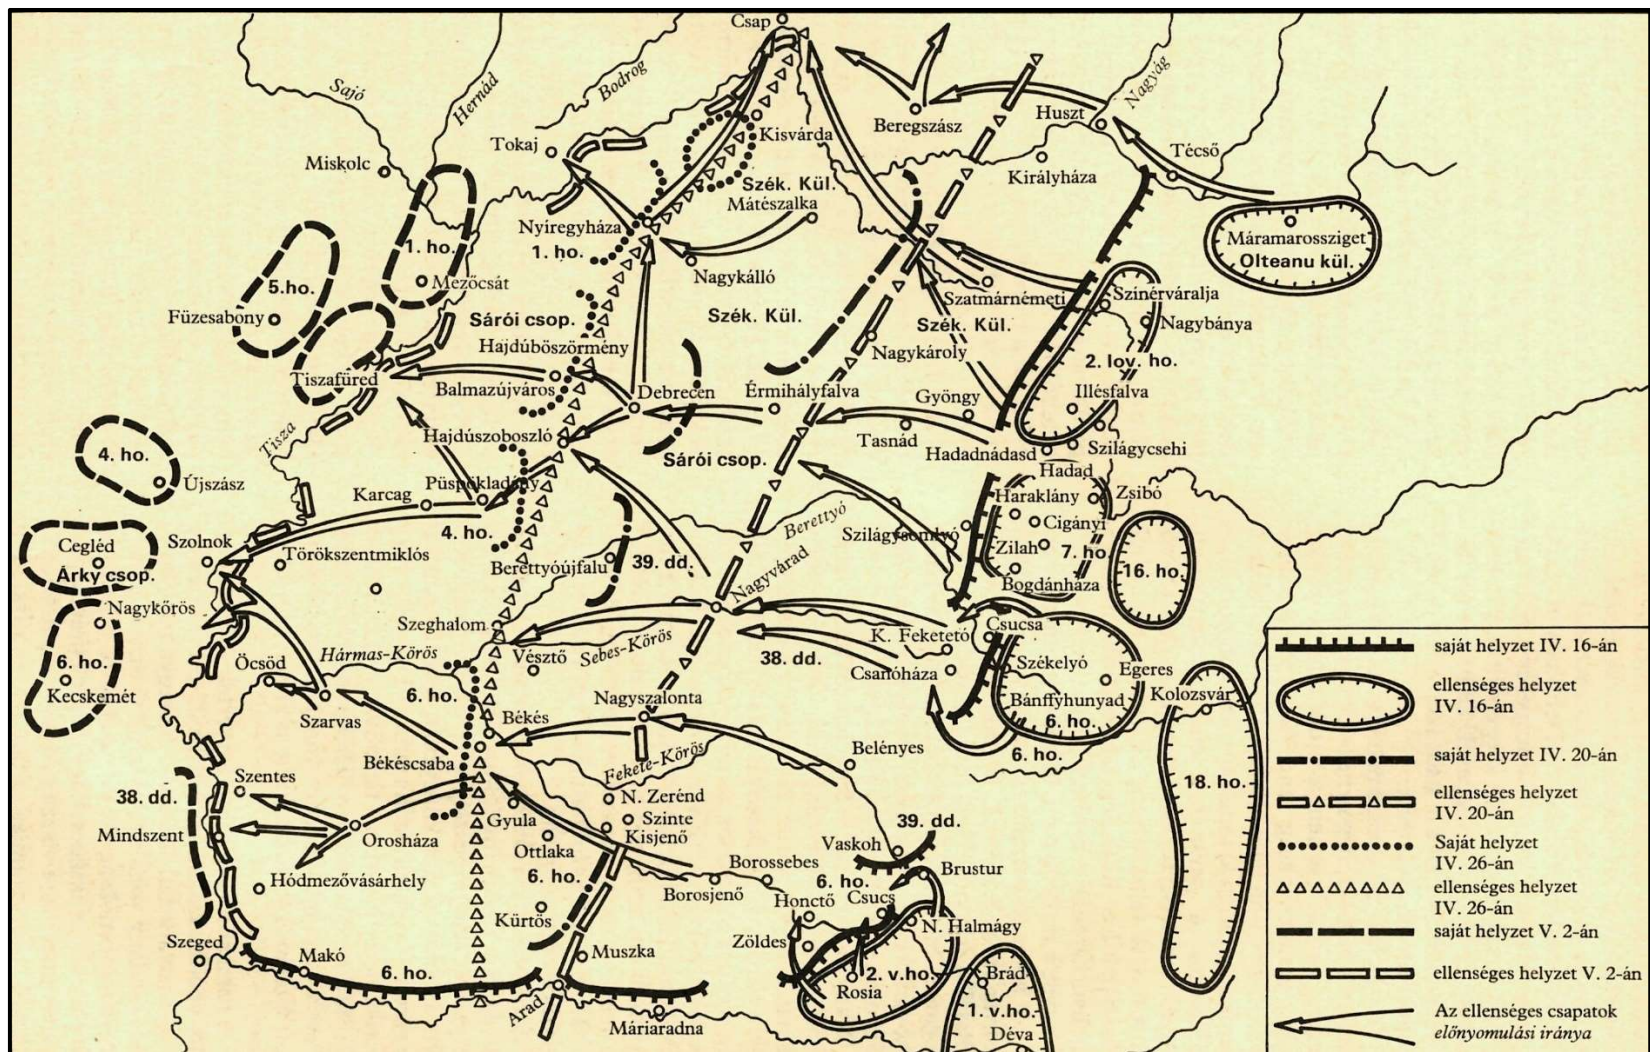 Csap
Sajó
Hernád
Bodrog
Nagyág
Beregszász
Huszt
Kisvárda
Tokaj
Técső
Miskolc
Királyháza
Szék. Kül.
Mátészalka
Nyíregyháza
1. ho.
1. ho.
Máramarossziget
Olteanu kül.
Mezőcsát
5.ho.
Nagykálló
Szatmárnémeti
Szinérváralja
Füzesabony
Sárói csop.
Szék. Kül.
Szék. Kül.
Nagybánya
Hajdúböszörmény
Nagykároly
2. lov. ho.
Tiszafüred
Balmazújváros
Debrecen
Érmihályfalva
Gyöngy
Illésfalva
Tisza
Hajdúszoboszló
Tasnád
Hadadnádasd
Szilágycsehi
4. ho.
Sárói csop.
Hadad
Újszász
Karcag
Püspökladány
Haraklány
Zsibó
Berettyó
Cigányi
Cegléd
Szolnok
4. ho.
Szilágysomlyó
Törökszentmiklós
Zilah
7. ho.
Árky csop.
Berettyóújfalu
39. dd.
Nagyvárad
Bogdánháza
16. ho.
Nagykőrös
Szeghalom
Csucsa
K. Feketetó
Öcsöd
Hármas-Körös
Sebes-Körös
38. dd.
6. ho.
Vésztő
Csanóháza
Székelyó
Egeres
Kecskemét
6. ho.
Nagyszalonta
Bánffyhunyad
Kolozsvár
Szarvas
Békés
6. ho.
6. ho.
Belényes
Békéscsaba
Fekete-Körös
Szentes
18. ho.
38. dd.
N. Zerénd
Gyula
Szinte
Mindszent
Orosháza
Ottlaka
Kisjenő
39. dd.
Vaskoh
Borossebes
Brustur
Hódmezővásárhely
6. ho.
6. ho.
Borosjenő
Honctő
Csucs
Kürtös
N. Halmágy
Szeged
Zöldes
Makó
Muszka
6. ho.
2. v.ho.
Brád
Rosia
Arad
1. v.ho.
Máriaradna
Déva
saját helyzet IV. 16-án
ellenséges helyzet
IV. 16-án
saját helyzet IV. 20-án
ellenséges helyzet
IV. 20-án
Saját helyzet
IV. 26-án
ellenséges helyzet
IV. 26-án
saját helyzet V. 2-án
ellenséges helyzet V. 2-án
Az ellenséges csapatok
előnyomulási iránya